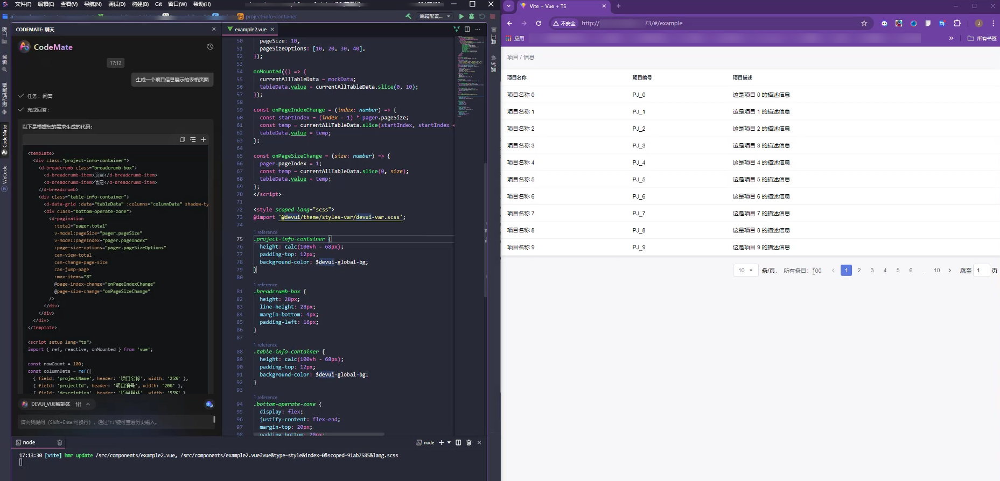 文件(F) 编辑(E) 查看(V) 导航(N) 调试(D) 构建(B) Git 窗口(W) 帮助(H)
.project-info-container
编辑配置...
工具
搜索
源代码管理
CodeMate
WeCode
CODEMATE: 聊天
CodeMate
17:12
生成一个项目信息展示的表格页面
任务: 问答
完成回答:
以下是根据您的需求生成的代码:
<template>
<div class="project-info-container">
<d-breadcrumb class="breadcrumb-box">
<d-breadcrumb-item>项目</d-breadcrumb-item>
<d-breadcrumb-item>信息</d-breadcrumb-item>
</d-breadcrumb>
<div class="table-info-container">
<d-data-grid :data="tableData" :columns="columnData" shadow-ty
<div class="bottom-operate-zone">
<d-pagination
:total="pager.total"
v-model:pageSize="pager.pageSize"
v-model:pageIndex="pager.pageIndex"
:page-size-options="pager.pageSizeOptions"
can-view-total
can-change-page-size
can-jump-page
:max-items="8"
@page-index-change="onPageIndexChange"
@page-size-change="onPageSizeChange"
/>
</div>
</div>
</div>
</template>
<script setup lang="ts">
import { ref, reactive, onMounted } from 'vue';
const rowCount = 100;
const columnData = ref([
{ field: 'projectName', header: '项目名称', width: '25%' },
{ field: 'projectId', header: '项目编号', width: '20%' },
{ field: 'description', header: '项目描述', width: '55%' },
DEVUI_VUE智能体
请向我提问（Shift+Enter可换行），通过"↑↓"键可查看历史输入。
example2.vue
50 pageSize: 10,
51 pageSizeOptions: [10, 20, 30, 40],
52 });
53
54 onMounted(() => {
55 currentAllTableData = mockData;
56 tableData.value = currentAllTableData.slice(0, 10);
57 });
58
59 const onPageIndexChange = (index: number) => {
60 const startIndex = (index - 1) * pager.pageSize;
61 const temp = currentAllTableData.slice(startIndex, startIndex +
62 tableData.value = temp;
63 };
64
65 const onPageSizeChange = (size: number) => {
66 pager.pageIndex = 1;
67 const temp = currentAllTableData.slice(0, size);
68 tableData.value = temp;
69 };
70 </script>
71
72 <style scoped lang="scss">
73 @import '@devui/theme/styles-var/devui-var.scss';
74
1 reference
75 .project-info-container {
76 height: calc(100vh - 68px);
77 padding-top: 12px;
78 background-color: $devui-global-bg;
79 }
80
1 reference
81 .breadcrumb-box {
82 height: 28px;
83 line-height: 28px;
84 margin-bottom: 4px;
85 padding-left: 16px;
86 }
87
1 reference
88 .table-info-container {
89 height: calc(100vh - 68px);
90 padding-top: 12px;
91 background-color: $devui-global-bg;
92 }
93
1 reference
94 .bottom-operate-zone {
95 display: flex;
96 justify-content: flex-end;
97 margin-top: 20px;
98 padding-bottom: 20px;
工具
扩展
node
node
17:13:30 [vite] hmr update /src/components/example2.vue, /src/components/example2.vue?vue&type=style&index=0&scoped=91ab7585&lang.scss
Vite + Vue + TS
不安全 http:// 73/#/example
J
应用
所有书签
项目 / 信息
项目名称 项目编号 项目描述
项目名称 0 PJ_0 这是项目 0 的描述信息
项目名称 1 PJ_1 这是项目 1 的描述信息
项目名称 2 PJ_2 这是项目 2 的描述信息
项目名称 3 PJ_3 这是项目 3 的描述信息
项目名称 4 PJ_4 这是项目 4 的描述信息
项目名称 5 PJ_5 这是项目 5 的描述信息
项目名称 6 PJ_6 这是项目 6 的描述信息
项目名称 7 PJ_7 这是项目 7 的描述信息
项目名称 8 PJ_8 这是项目 8 的描述信息
项目名称 9 PJ_9 这是项目 9 的描述信息
10 条/页, 所有条目: 100 1 2 3 4 5 6 ... 10 跳至 1 页